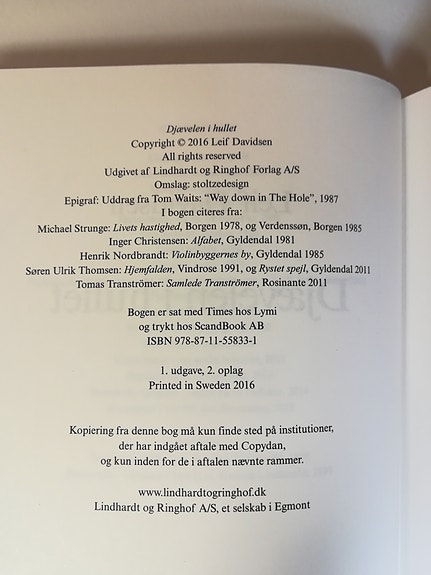 Djævelen i hullet
Copyright © 2016 Leif Davidsen
All rights reserved
Udgivet af Lindhardt og Ringhof Forlag A/S
Omslag: stoltzedesign
Epigraf: Uddrag fra Tom Waits: “Way down in The Hole”, 1987
I bogen citeres fra:
Michael Strunge: Livets hastighed, Borgen 1978, og Verdenssøn, Borgen 1985
Inger Christensen: Alfabet, Gyldendal 1981
Henrik Nordbrandt: Violinbyggernes by, Gyldendal 1985
Søren Ulrik Thomsen: Hjemfalden, Vindrose 1991, og Rystet spejl, Gyldendal 2011
Tomas Tranströmer: Samlede Tranströmer, Rosinante 2011
Bogen er sat med Times hos Lymi
og trykt hos ScandBook AB
ISBN 978-87-11-55833-1
1. udgave, 2. oplag
Printed in Sweden 2016
Kopiering fra denne bog må kun finde sted på institutioner,
der har indgået aftale med Copydan,
og kun inden for de i aftalen nævnte rammer.
www.lindhardtogringhof.dk
Lindhardt og Ringhof A/S, et selskab i Egmont